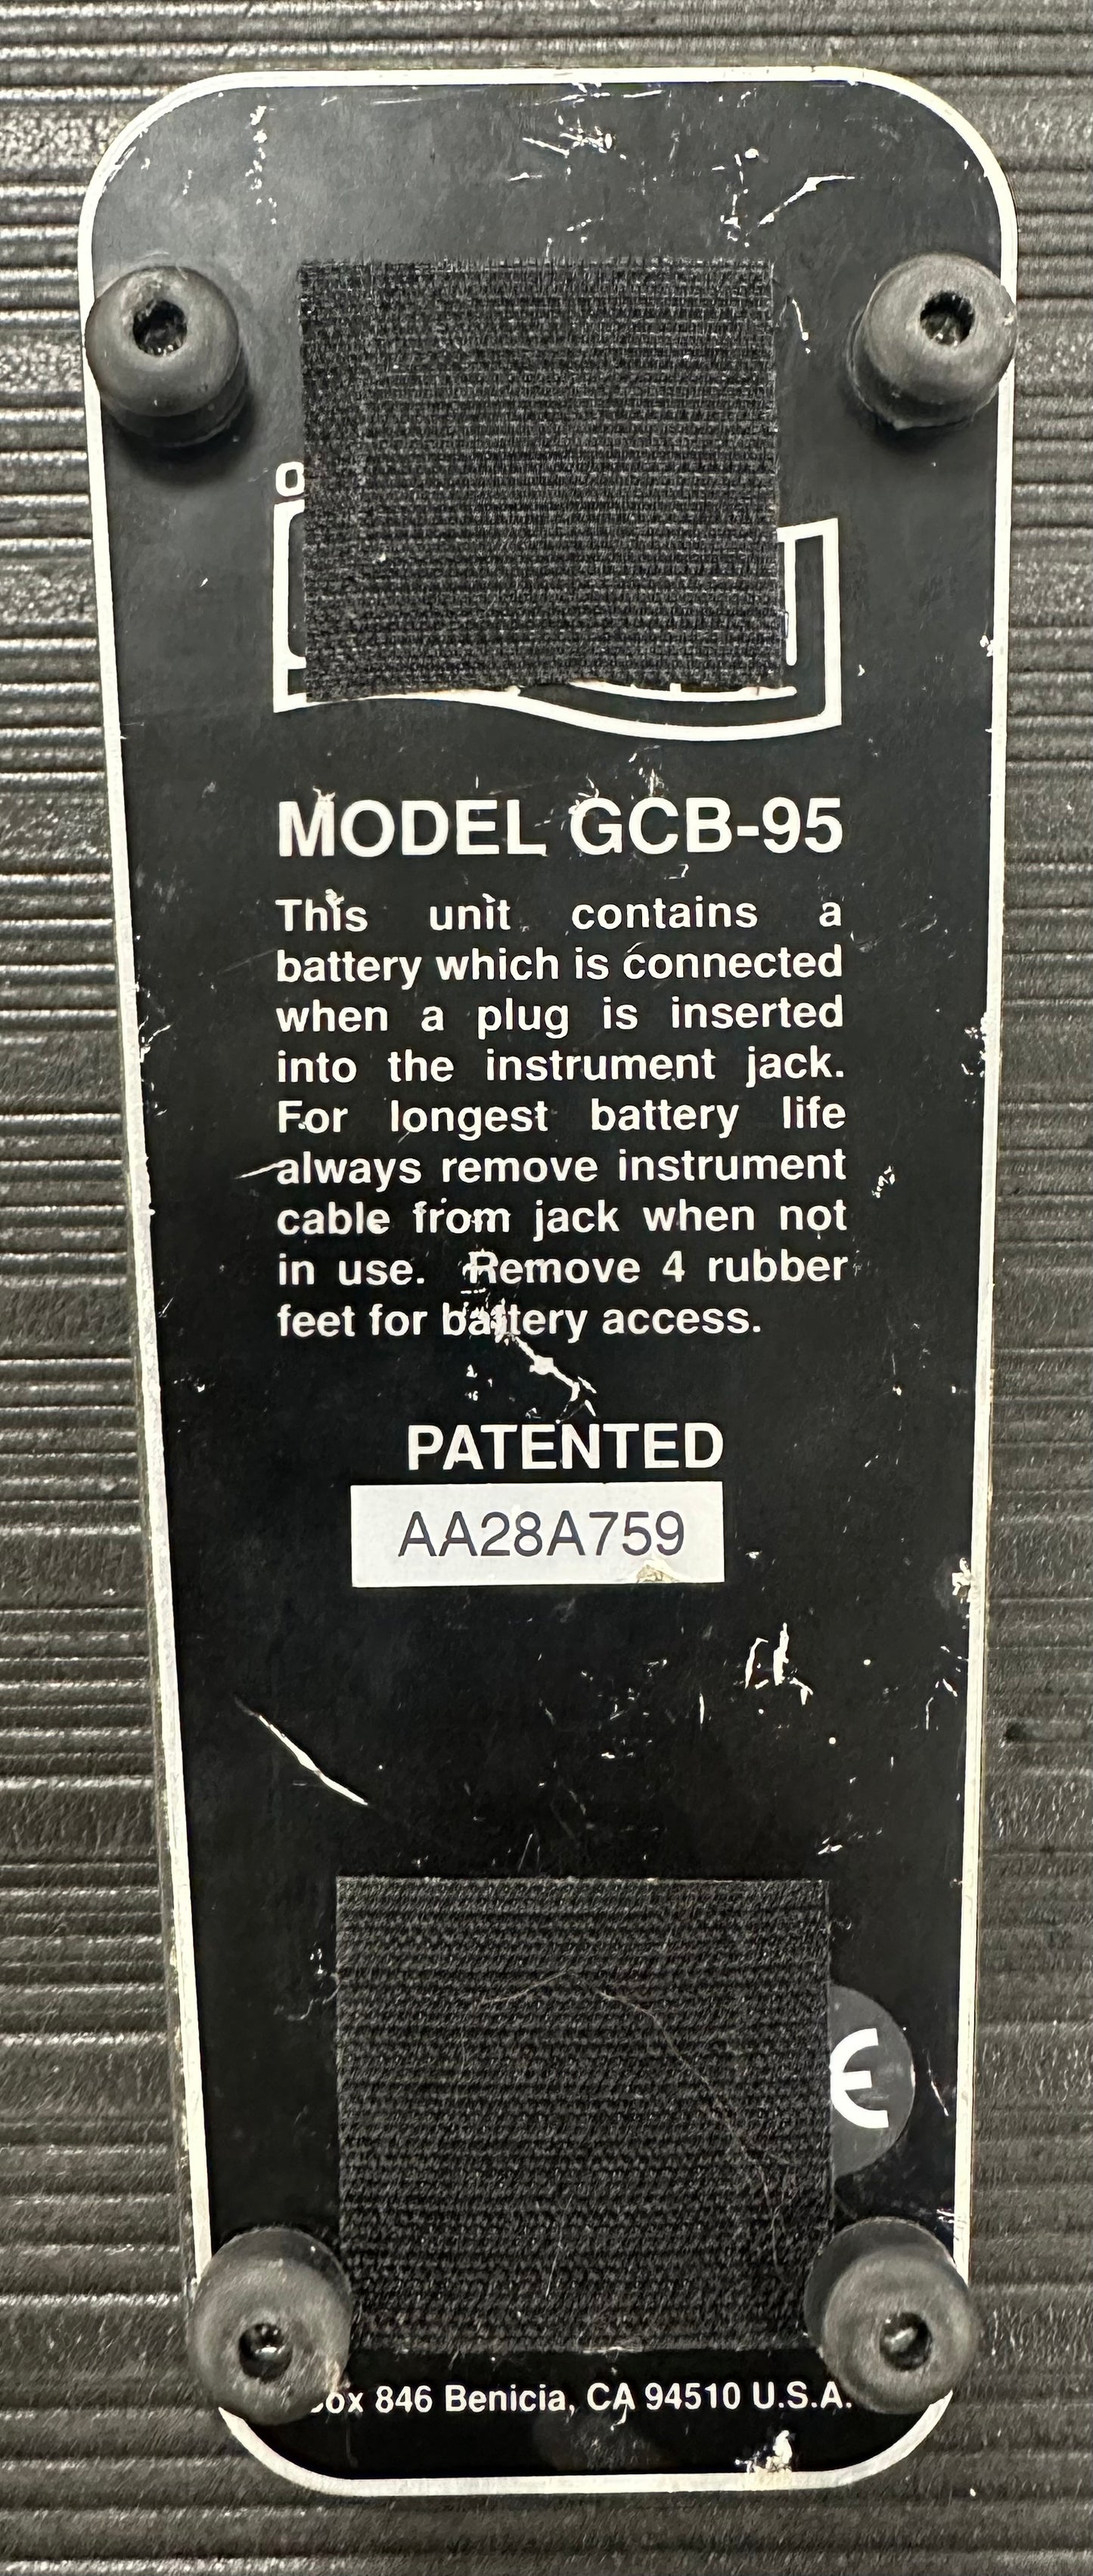 MODEL GCB-95
This unit contains a
battery which is connected
when a plug is inserted
into the instrument jack.
For longest battery life
always remove instrument
cable from jack when not
in use. Remove 4 rubber
feet for battery access.
PATENTED
AA28A759
846 Benicia, CA 94510 U.S.A.